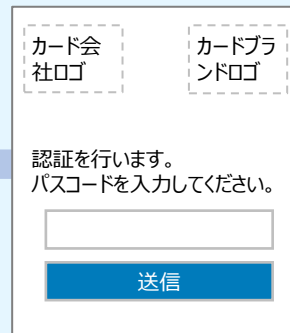 カード会
社ロゴ
カードブラ
ンドロゴ
認証を行います。
パスコードを入力してください。
送信